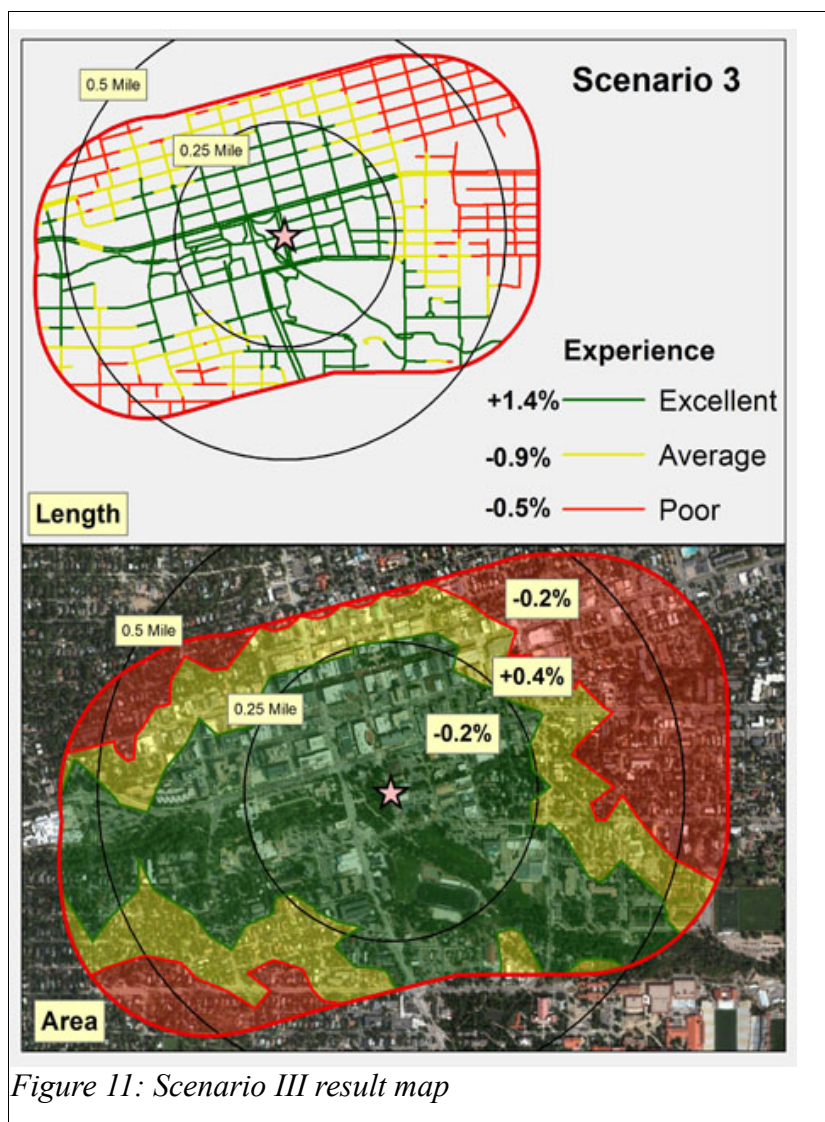 Scenario 3
0.5 Mile
0.25 Mile
Experience
+1.4% Excellent
-0.9% Average
-0.5% Poor
Length
-0.2%
0.5 Mile
+0.4%
0.25 Mile
-0.2%
Area
Figure 11: Scenario III result map